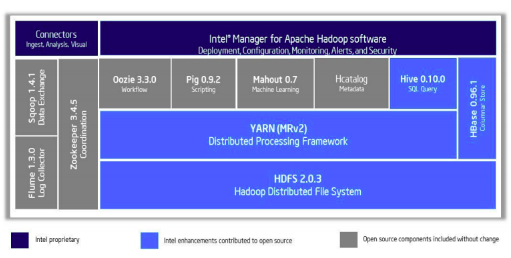 Connectors
Ingest, Analysis, Visual
Intel® Manager for Apache Hadoop software
Deployment, Configuration, Monitoring, Alerts, and Security
Sqoop 1.4.1
Data Exchange
Flume 1.3.0
Log Collector
Zookeeper 3.4.5
Coordination
Oozie 3.3.0
Workflow
Pig 0.9.2
Scripting
Mahout 0.7
Machine Learning
Hcatalog
Metadata
Hive 0.10.0
SQL Query
HBase 0.96.1
Columnar Store
YARN (MRv2)
Distributed Processing Framework
HDFS 2.0.3
Hadoop Distributed File System
Intel proprietary
Intel enhancements contributed to open source
Open source components included without change